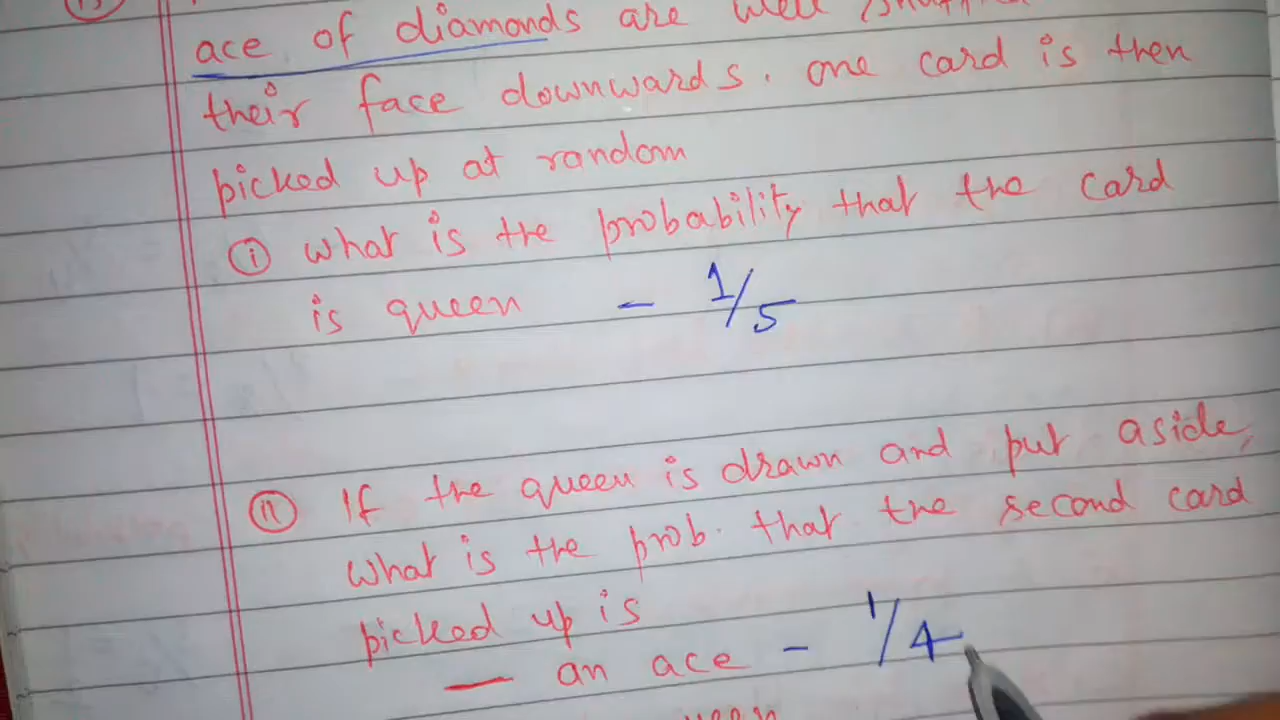 ace of diamonds are well
their face downwards. one card is then
picked up at random
(i) What is the probability that the card
is queen - 1/5
(ii) If the queen is drawn and put aside,
What is the prob. that the second card
picked up is
— an ace - 1/4